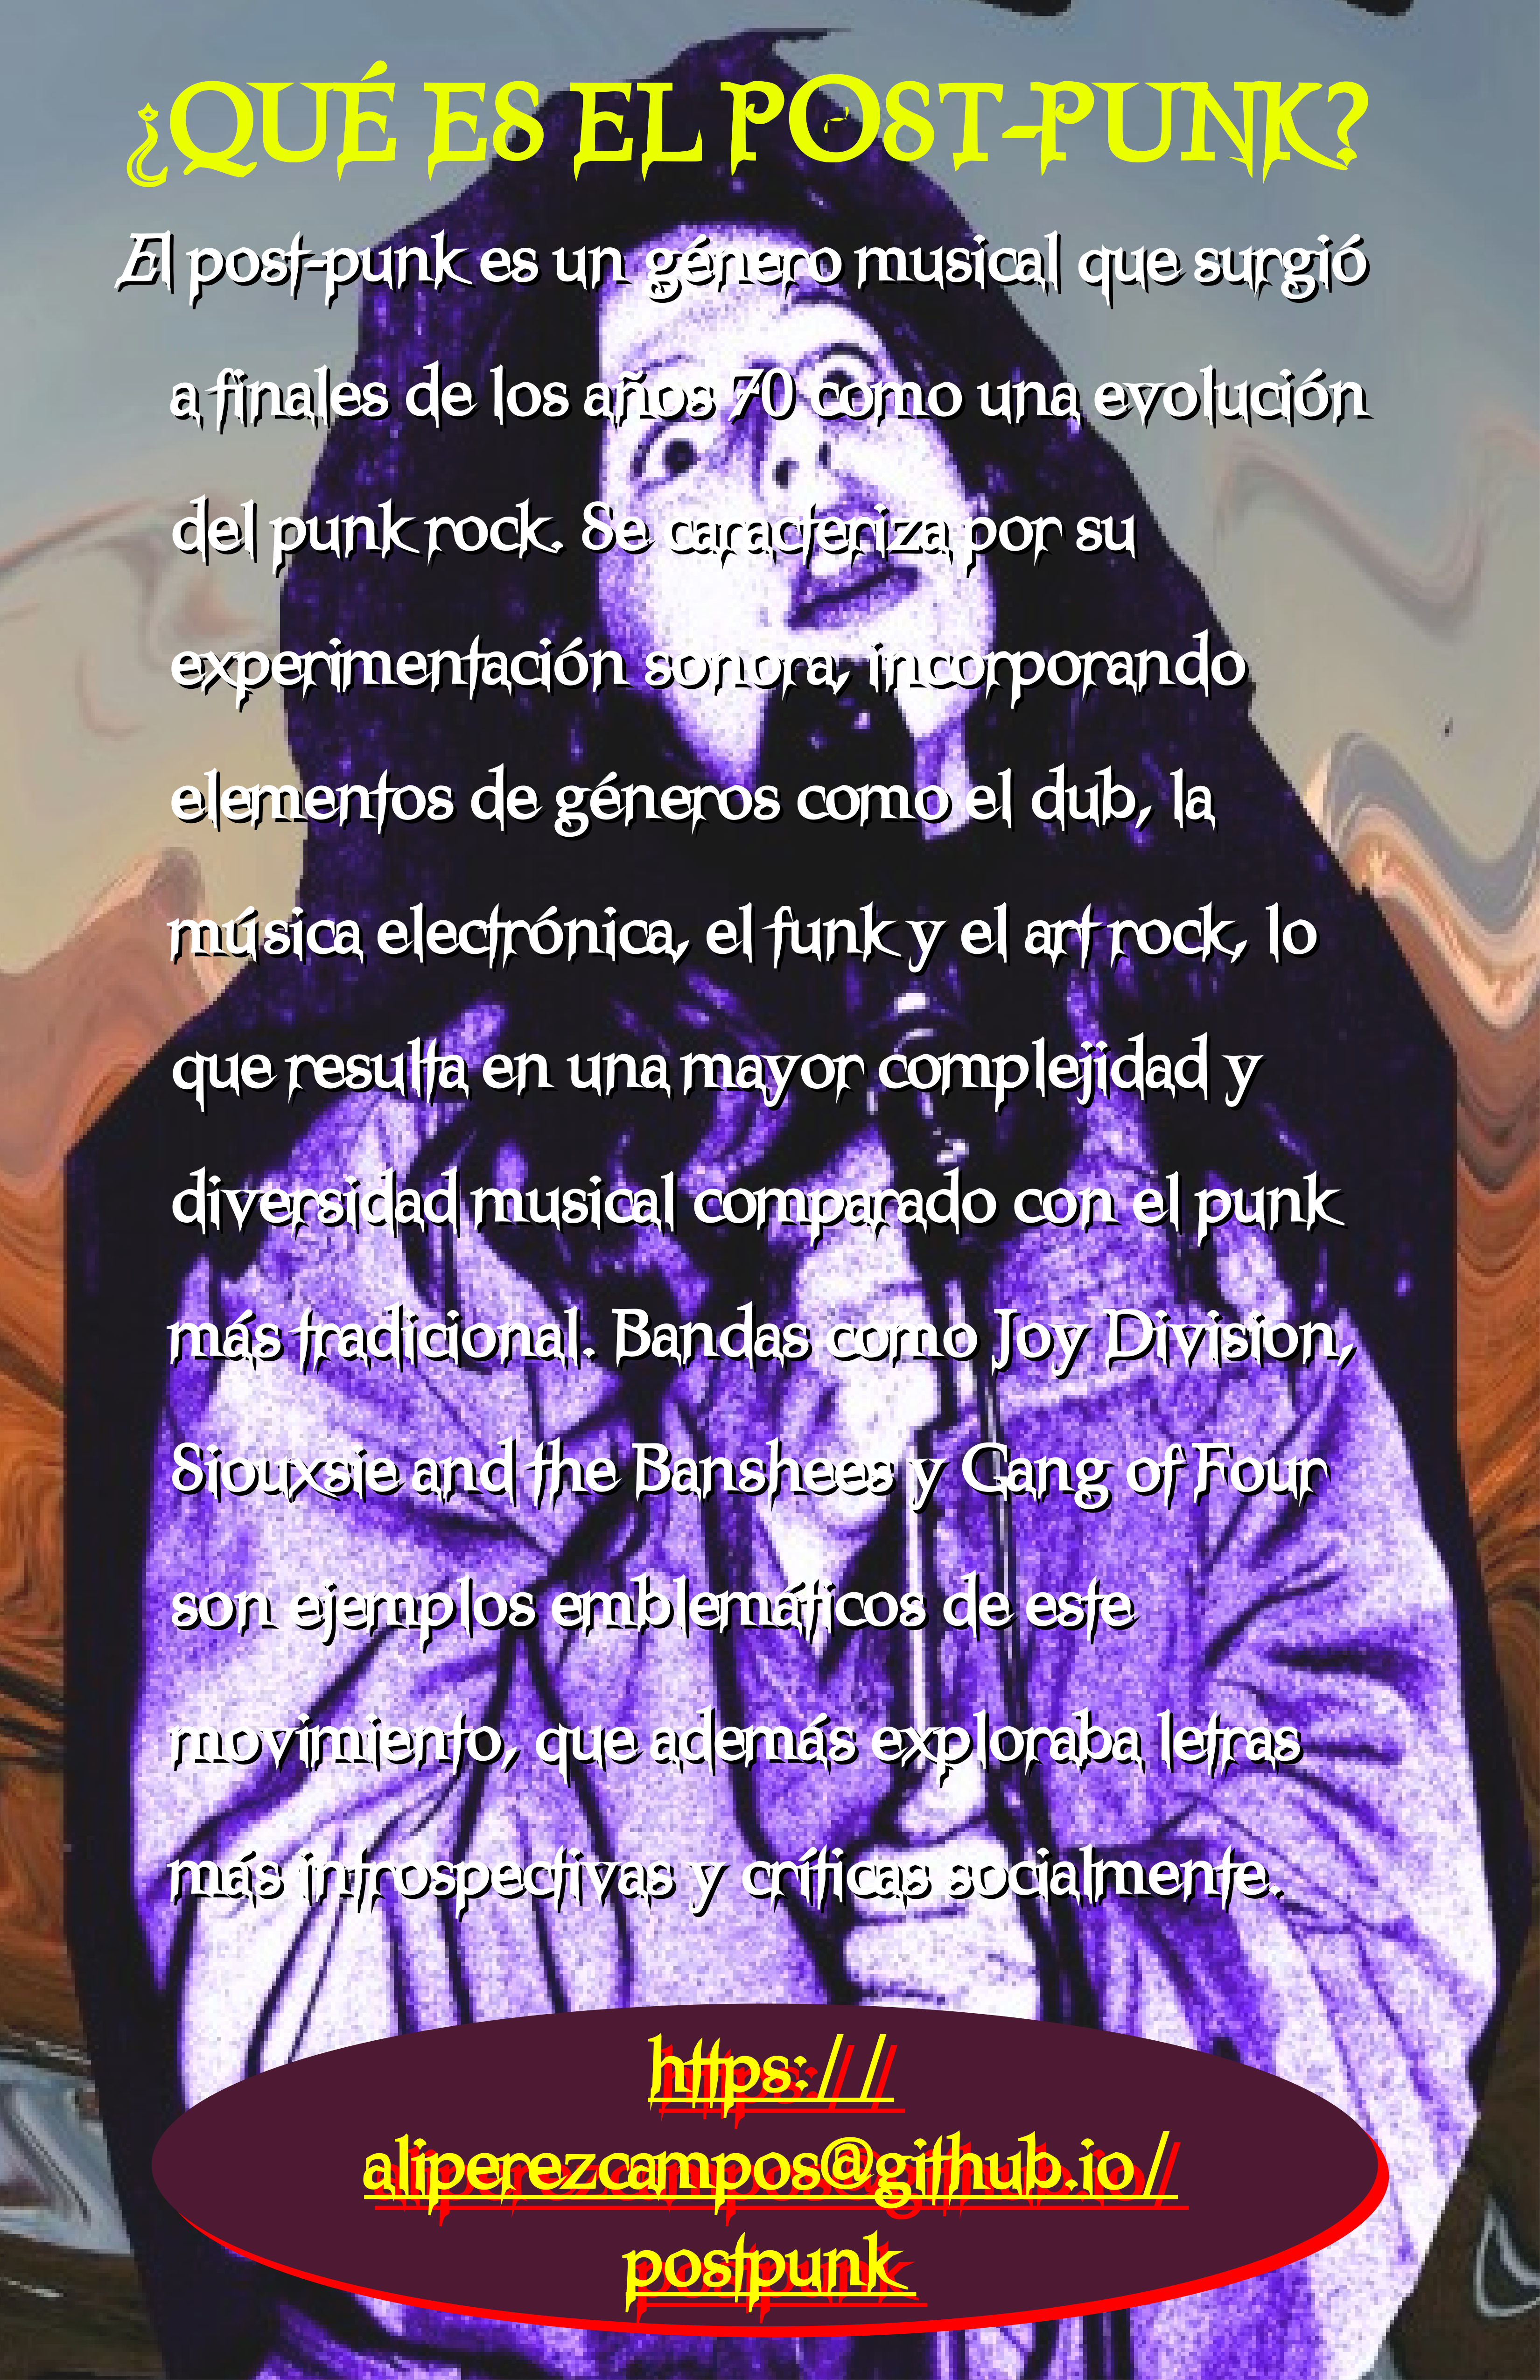 ¿QUÉ ES EL POST-PUNK?
El post-punk es un género musical que surgió
a finales de los años 70 como una evolución
del punk rock. Se caracteriza por su
experimentación sonora, incorporando
elementos de géneros como el dub, la
música electrónica, el funk y el art rock, lo
que resulta en una mayor complejidad y
diversidad musical comparado con el punk
más tradicional. Bandas como Joy Division,
Siouxsie and the Banshees y Gang of Four
son ejemplos emblemáticos de este
movimiento, que además exploraba letras
más introspectivas y críticas socialmente.
https://
aliperezcampos@github.io/
postpunk